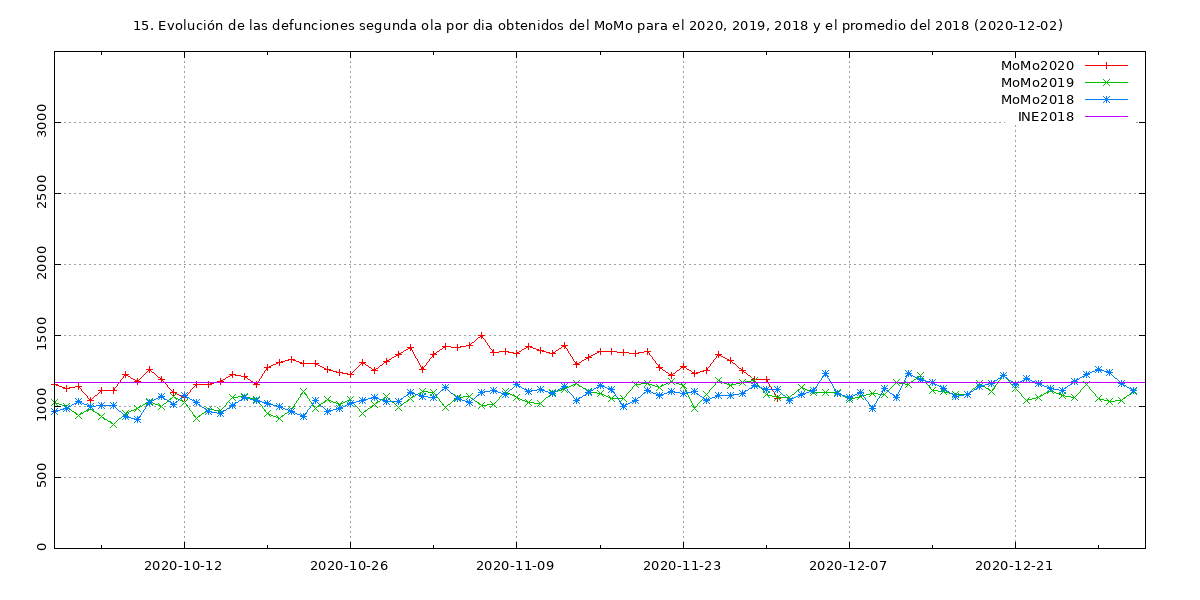 15. Evolución de las defunciones segunda ola por dia obtenidos del MoMo para el 2020, 2019, 2018 y el promedio del 2018 (2020-12-02)
MoMo2020
MoMo2019
MoMo2018
INE2018
3000
2500
2000
1500
1000
500
0
2020-10-12 2020-10-26 2020-11-09 2020-11-23 2020-12-07 2020-12-21